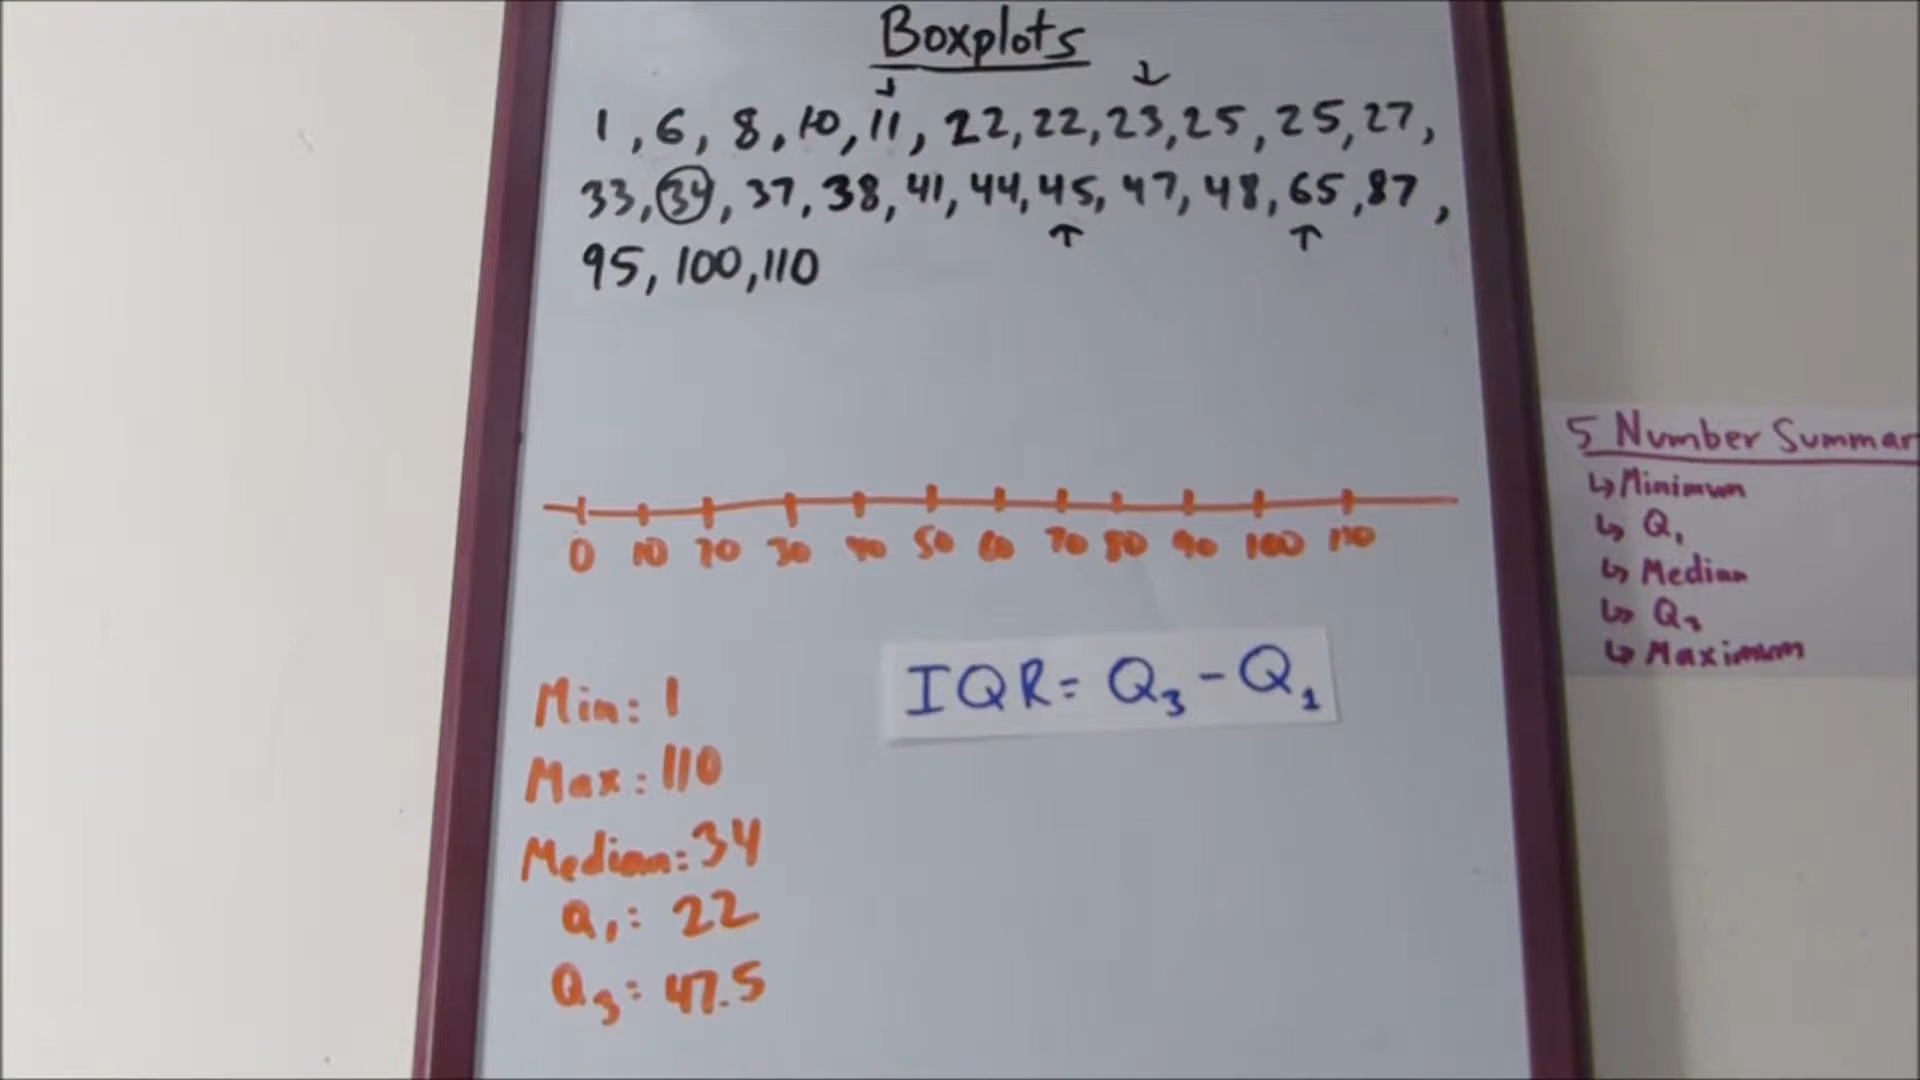 Boxplots
1, 6, 8, 10, 11, 22, 22, 23, 25, 25, 27,
33, 34, 37, 38, 41, 44, 45, 47, 48, 65, 87,
95, 100, 110
0 10 20 30 40 50 60 70 80 90 100 110
IQR = Q3 - Q1
Min: 1
Max: 110
Median: 34
Q1: 22
Q3: 47.5
5 Number Summar
↳ Minimum
↳ Q1
↳ Median
↳ Q3
↳ Maximum